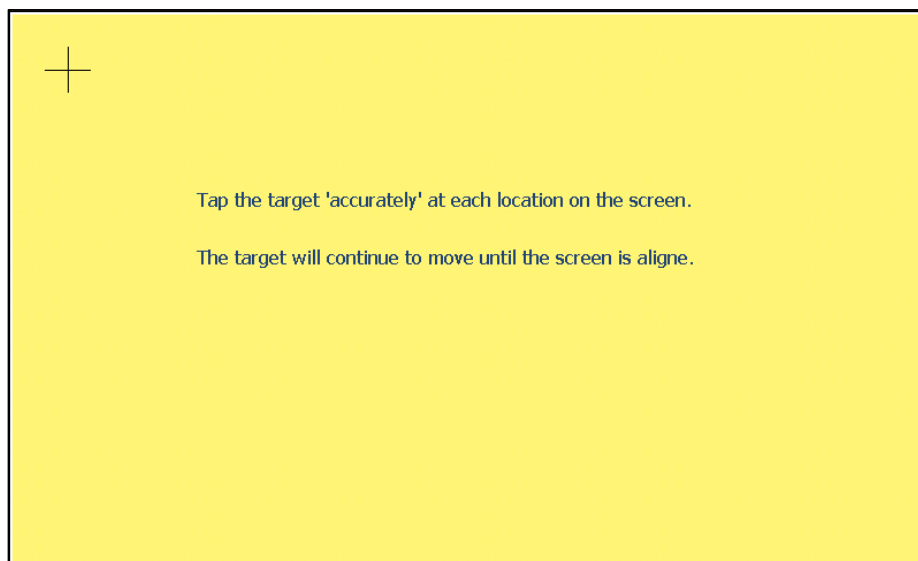 Tap the target 'accurately' at each location on the screen.
The target will continue to move until the screen is aligne.